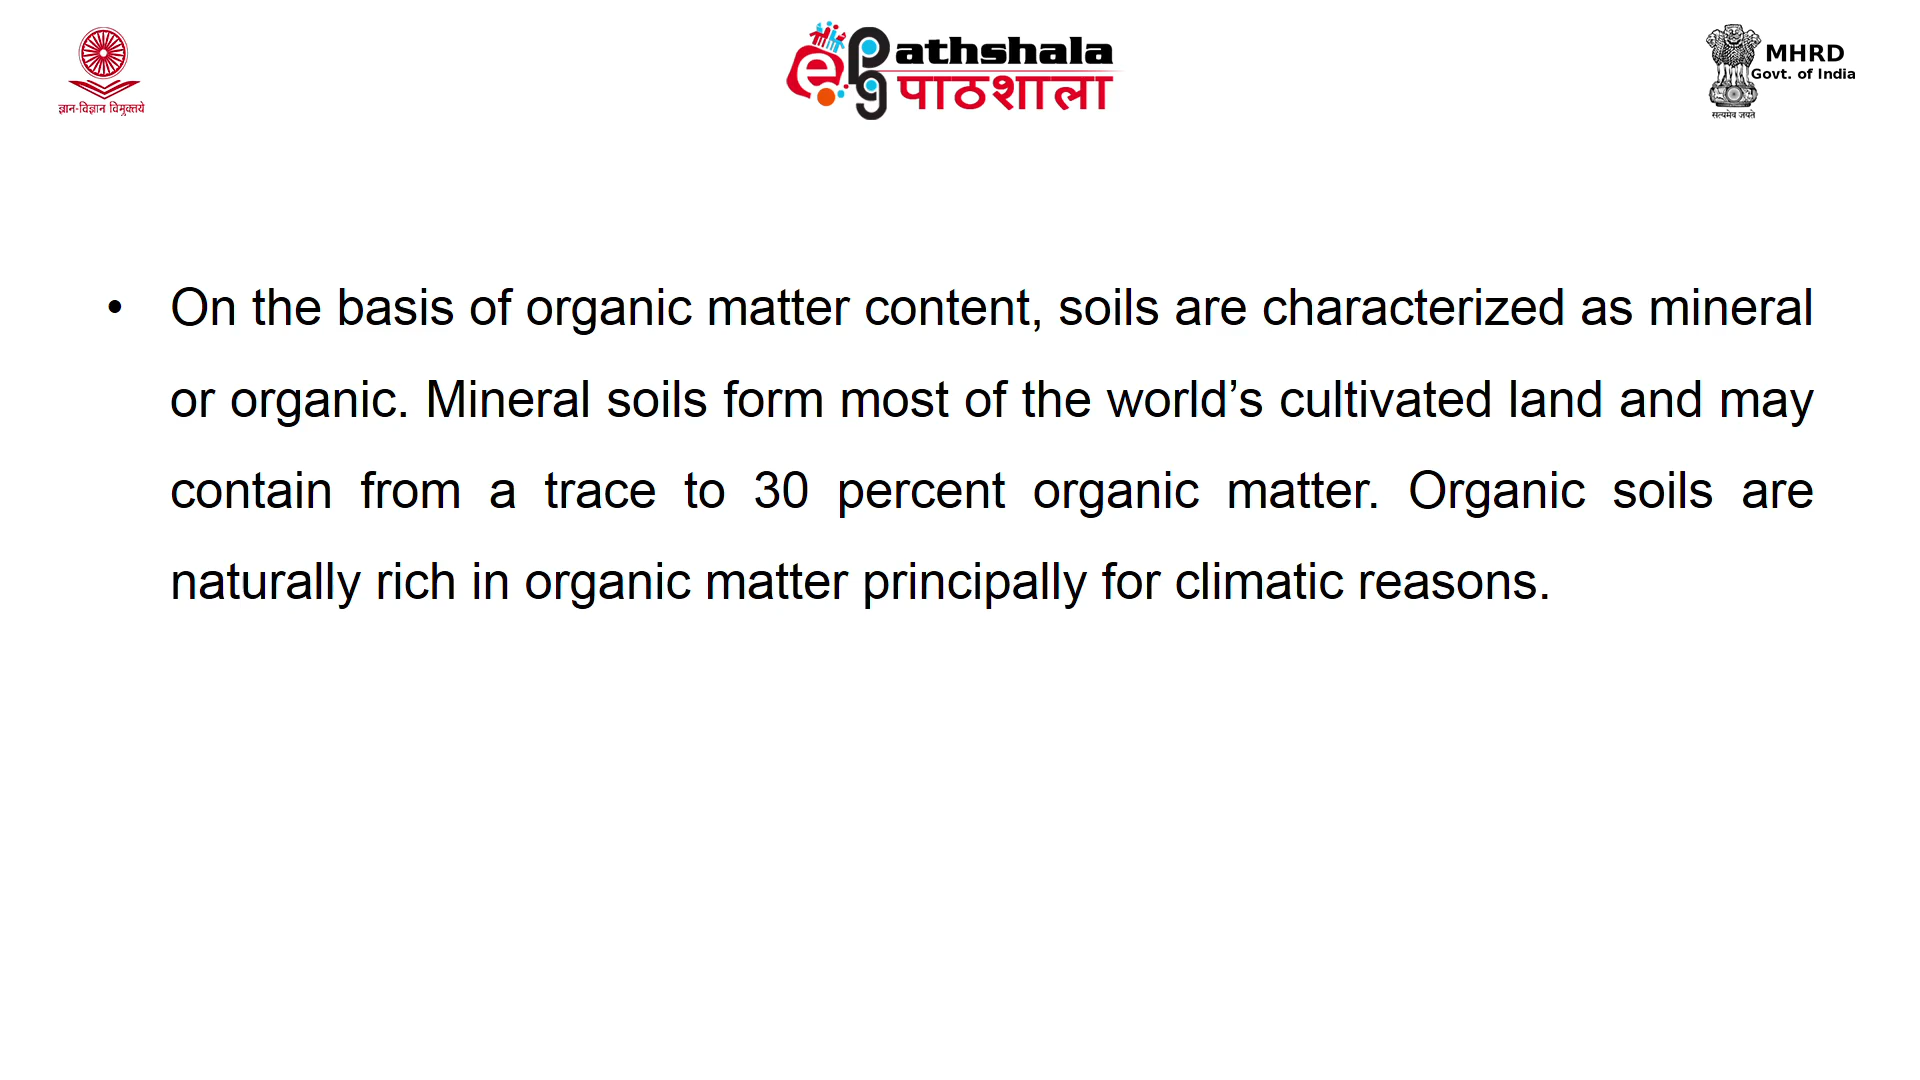 ज्ञान-विज्ञान विमुक्तये
e Pg athshala
पाठशाला
MHRD
Govt. of India
सत्यमेव जयते
• On the basis of organic matter content, soils are characterized as mineral
or organic. Mineral soils form most of the world’s cultivated land and may
contain from a trace to 30 percent organic matter. Organic soils are
naturally rich in organic matter principally for climatic reasons.